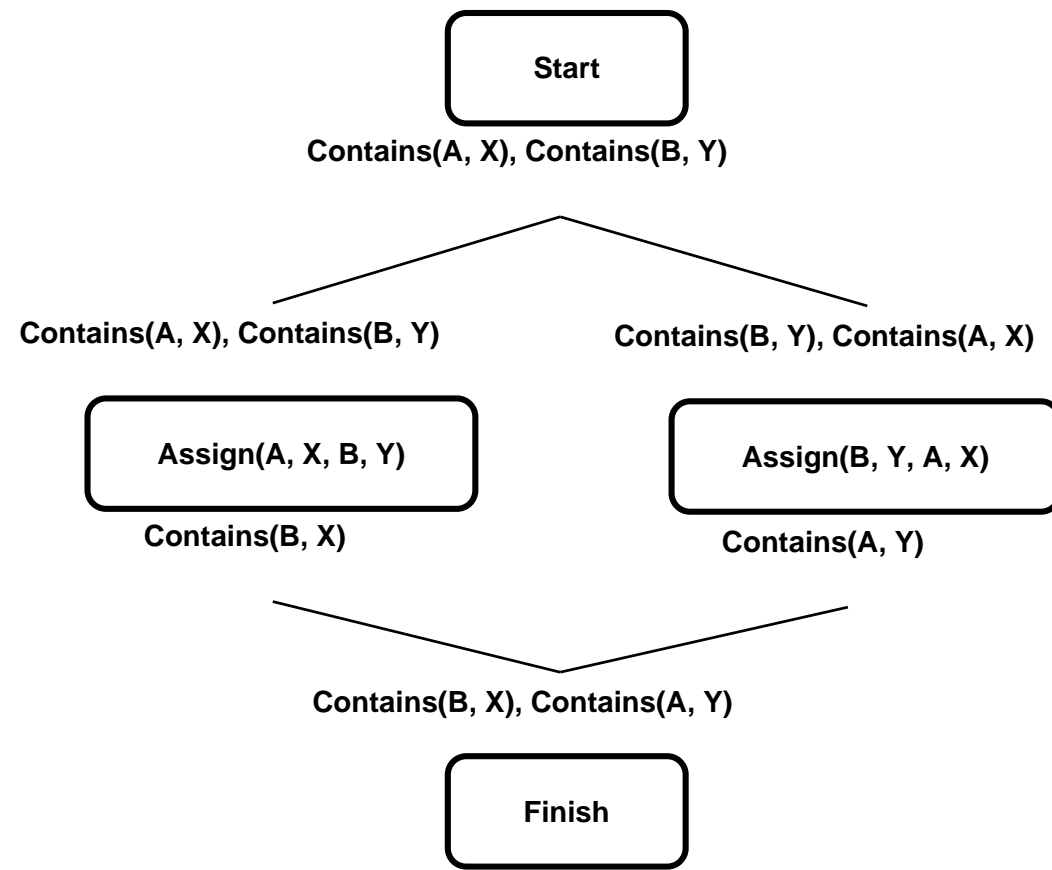 Start
Contains(A, X), Contains(B, Y)
Contains(A, X), Contains(B, Y)
Contains(B, Y), Contains(A, X)
Assign(A, X, B, Y)
Assign(B, Y, A, X)
Contains(B, X)
Contains(A, Y)
Contains(B, X), Contains(A, Y)
Finish